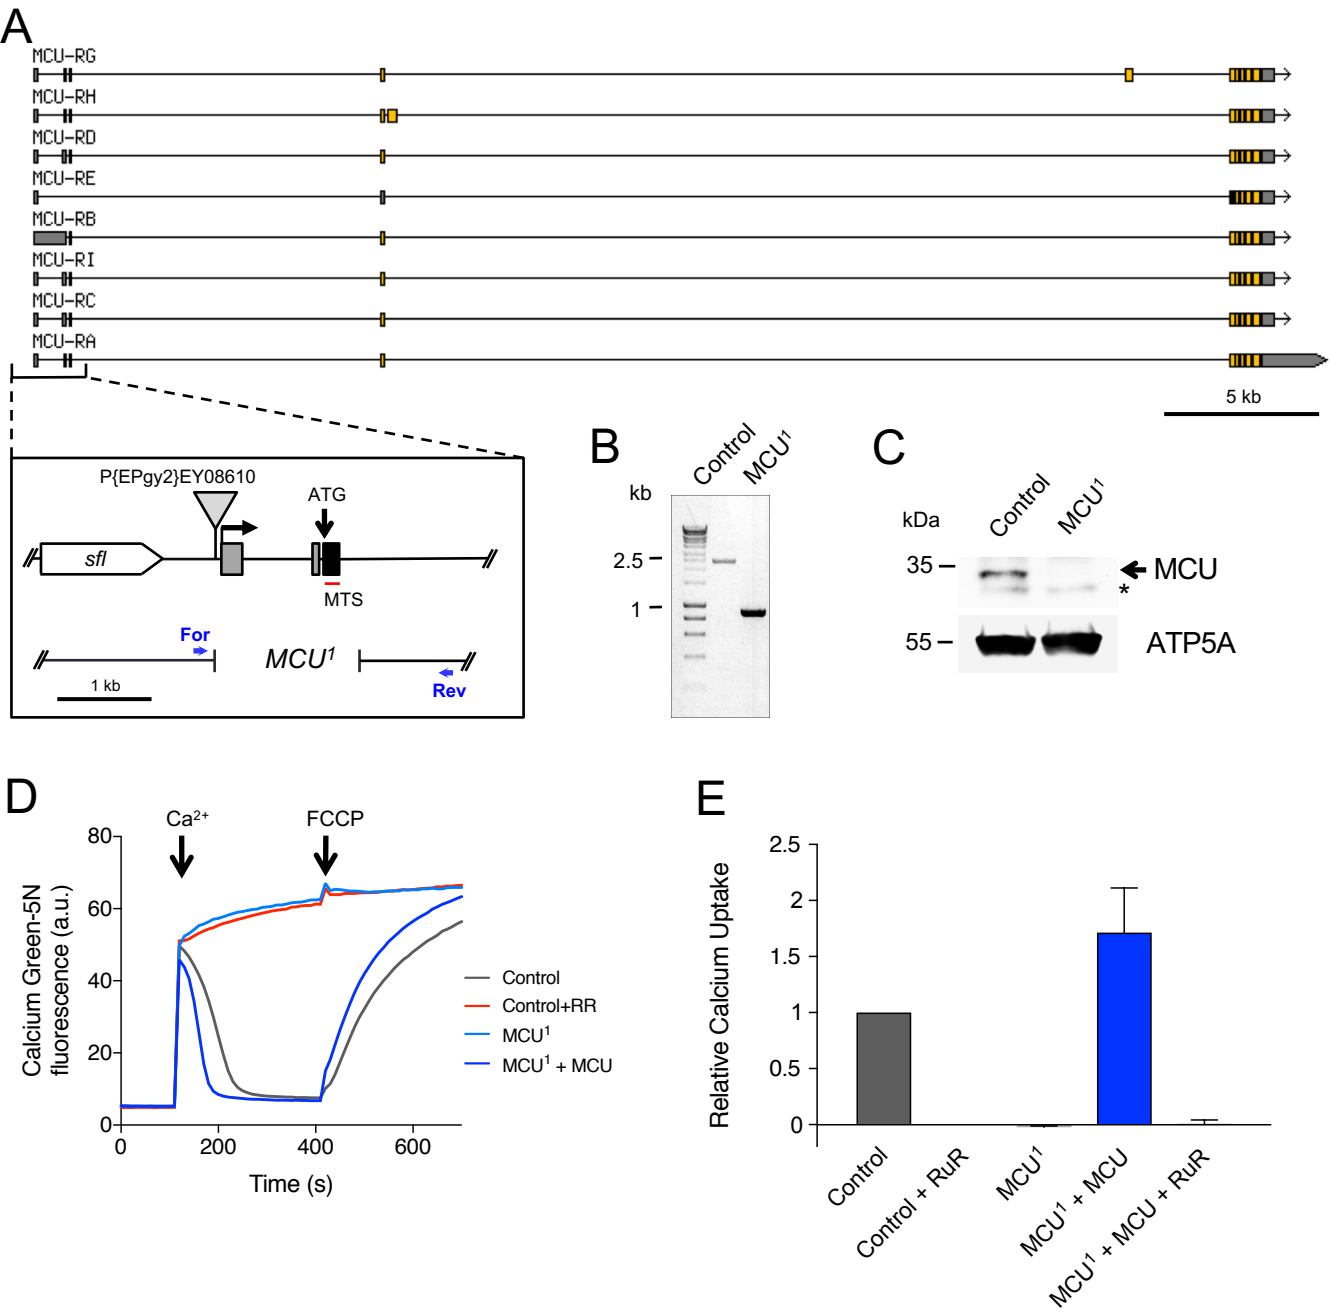 A
MCU-RG
MCU-RH
MCU-RD
MCU-RE
MCU-RB
MCU-RI
MCU-RC
MCU-RA
5 kb
P{EPgy2}EY08610
ATG
sfl
MTS
For
MCU¹
Rev
1 kb
B
Control
MCU¹
kb
2.5
1
C
Control
MCU¹
kDa
35
MCU
*
55
ATP5A
D
Ca²⁺
FCCP
80
60
40
20
0
Calcium Green-5N
fluorescence (a.u.)
0 200 400 600
Time (s)
Control
Control+RR
MCU¹
MCU¹ + MCU
E
2.5
2
1.5
1
0.5
0
Relative Calcium Uptake
Control
Control + RuR
MCU¹
MCU¹ + MCU
MCU¹ + MCU + RuR